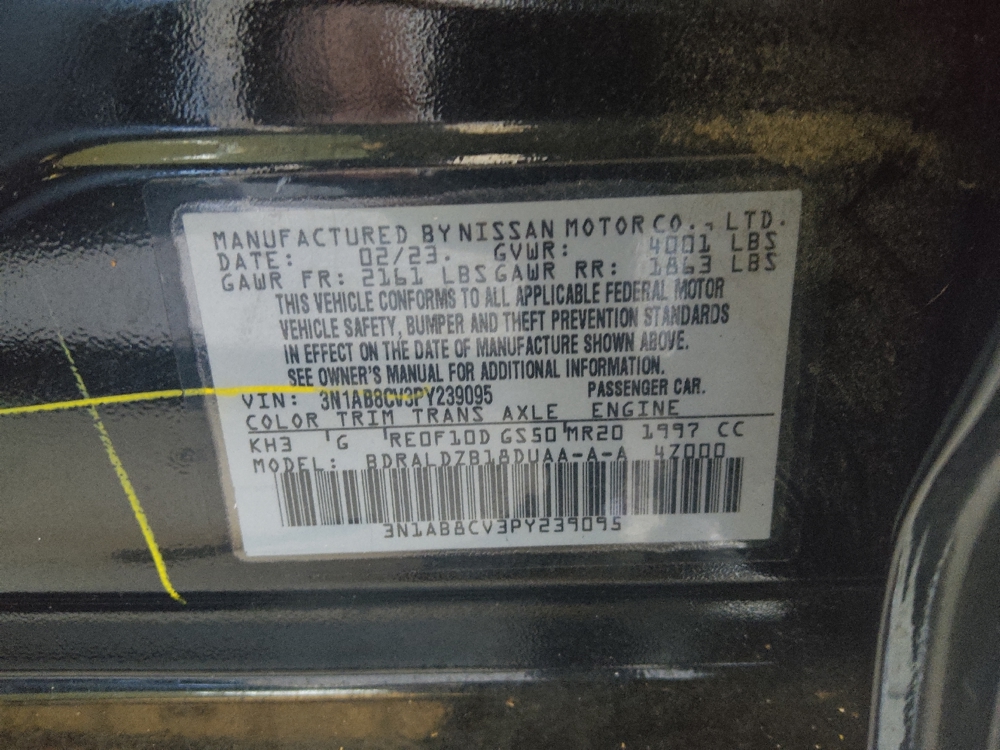 MANUFACTURED BY NISSAN MOTOR CO., LTD.
DATE: 02/23. GVWR: 4001 LBS
GAWR FR: 2161 LBS GAWR RR: 1863 LBS
THIS VEHICLE CONFORMS TO ALL APPLICABLE FEDERAL MOTOR
VEHICLE SAFETY, BUMPER AND THEFT PREVENTION STANDARDS
IN EFFECT ON THE DATE OF MANUFACTURE SHOWN ABOVE.
SEE OWNER'S MANUAL FOR ADDITIONAL INFORMATION.
VIN: 3N1AB8CV3PY239095 PASSENGER CAR.
COLOR TRIM TRANS AXLE ENGINE
KH3 G RE0F10D GS50 MR20 1997 CC
MODEL: BDRALDZB18DUAA-A-A 4Z000
3N1AB8CV3PY239095